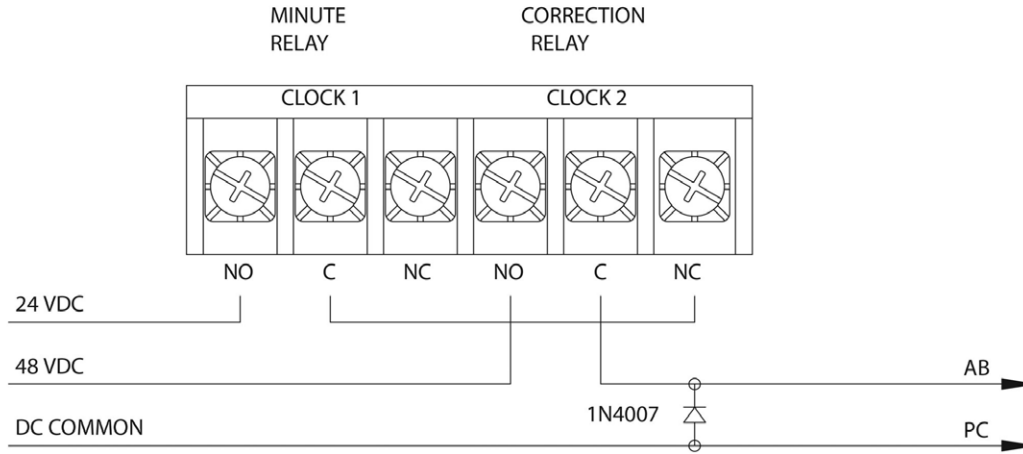 MINUTE
RELAY
CORRECTION
RELAY
CLOCK 1
CLOCK 2
NO
C
NC
NO
C
NC
24 VDC
48 VDC
AB
1N4007
DC COMMON
PC